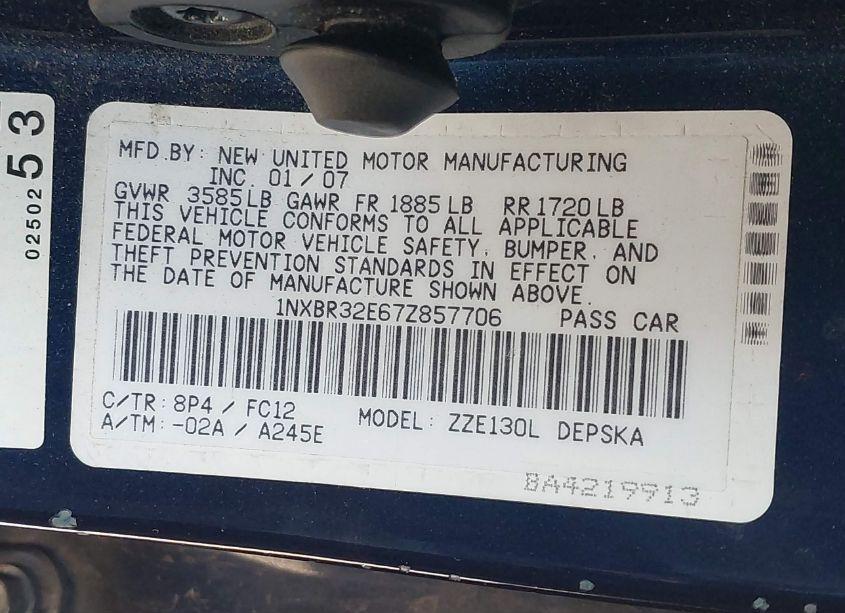 MFD.BY: NEW UNITED MOTOR MANUFACTURING
INC. 01/07
GVWR 3585LB GAWR FR 1885LB RR1720LB
THIS VEHICLE CONFORMS TO ALL APPLICABLE
FEDERAL MOTOR VEHICLE SAFETY, BUMPER, AND
THEFT PREVENTION STANDARDS IN EFFECT ON
THE DATE OF MANUFACTURE SHOWN ABOVE.
1NXBR32E67Z857706 PASS CAR
C/TR: 8P4 / FC12
A/TM: -02A / A245E
MODEL: ZZE130L DEPSKA
BA4219913
53
02502